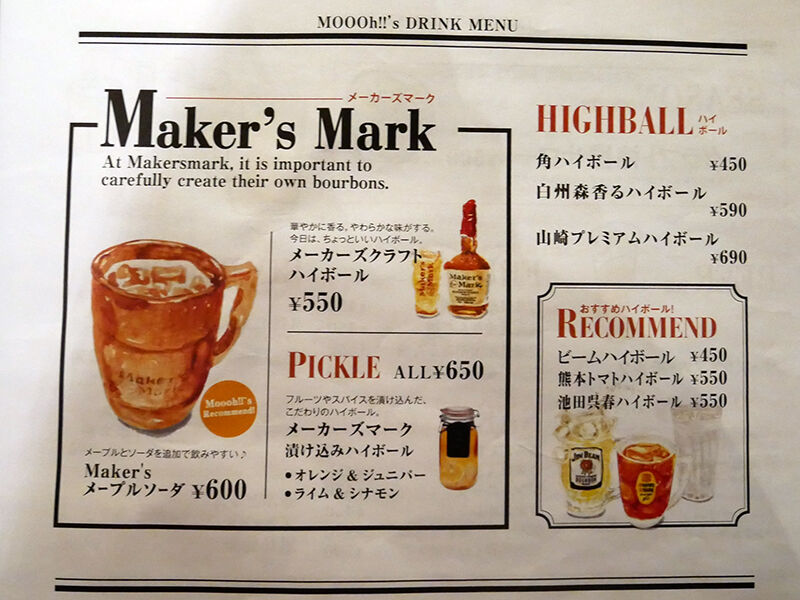 MOOOh!!'s DRINK MENU
メーカーズマーク
Maker's Mark
At Makersmark, it is important to
carefully create their own bourbons.
華やかに香る。やわらかな味がする。
今日は、ちょっといいハイボール。
メーカーズクラフト
ハイボール
¥550
Maker's
Mark
Maker's
Mark
PICKLE ALL¥650
フルーツやスパイスを漬け込んだ、
こだわりのハイボール。
メーカーズマーク
漬け込みハイボール
•オレンジ&ジュニパー
•ライム&シナモン
Maker's
Mark
Moooh!!'s
Recommend!
メープルとソーダを追加で飲みやすい♪
Maker's
メープルソーダ ¥600
HIGHBALL ハイ
ボール
角ハイボール ¥450
白州森香るハイボール
¥590
山崎プレミアムハイボール
¥690
おすすめハイボール!
RECOMMEND
ビームハイボール ¥450
熊本トマトハイボール ¥550
池田呉春ハイボール ¥550
JIM BEAM
BOURBON